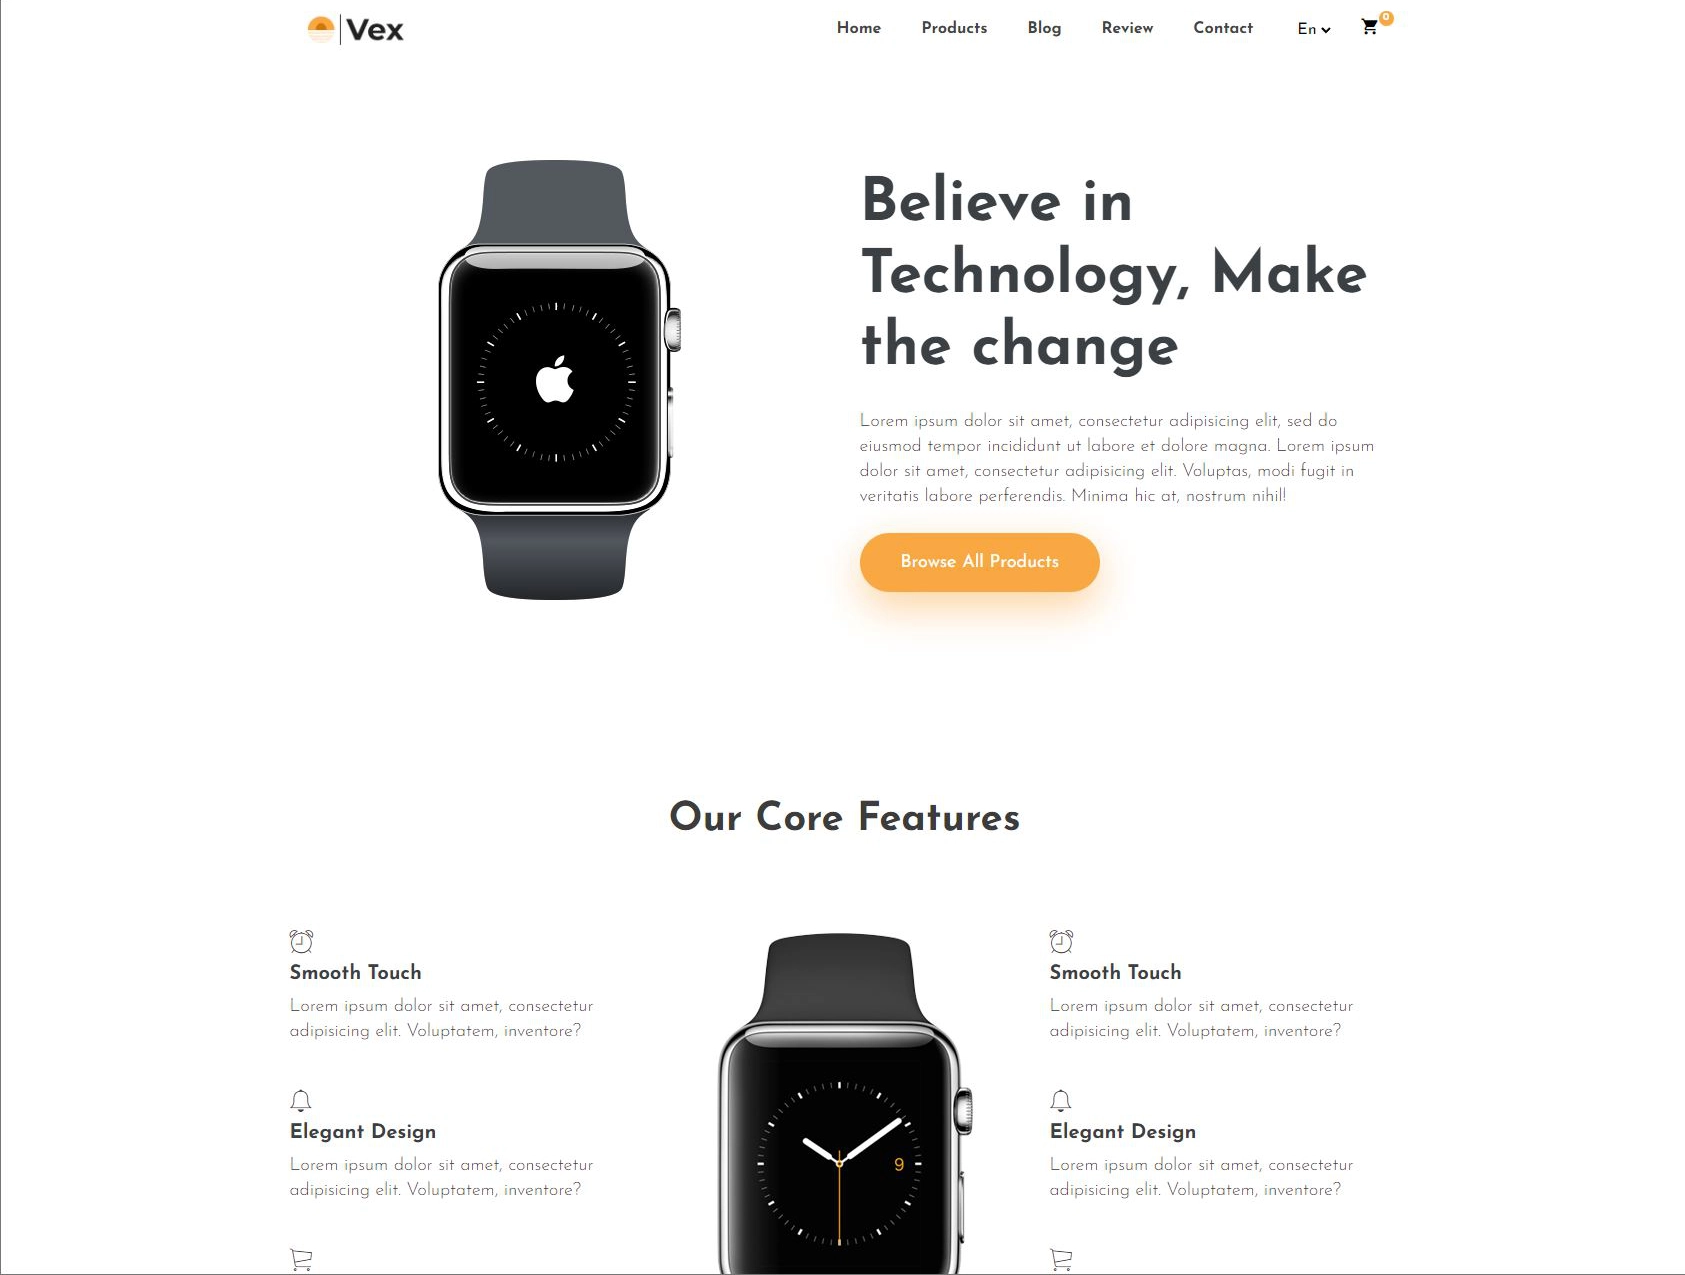 Vex
Home Products Blog Review Contact En 0
Believe in
Technology, Make
the change
Lorem ipsum dolor sit amet, consectetur adipisicing elit, sed do
eiusmod tempor incididunt ut labore et dolore magna. Lorem ipsum
dolor sit amet, consectetur adipisicing elit. Voluptas, modi fugit in
veritatis labore perferendis. Minima hic at, nostrum nihil!
Browse All Products
Our Core Features
Smooth Touch
Lorem ipsum dolor sit amet, consectetur
adipisicing elit. Voluptatem, inventore?
Elegant Design
Lorem ipsum dolor sit amet, consectetur
adipisicing elit. Voluptatem, inventore?
9
Smooth Touch
Lorem ipsum dolor sit amet, consectetur
adipisicing elit. Voluptatem, inventore?
Elegant Design
Lorem ipsum dolor sit amet, consectetur
adipisicing elit. Voluptatem, inventore?